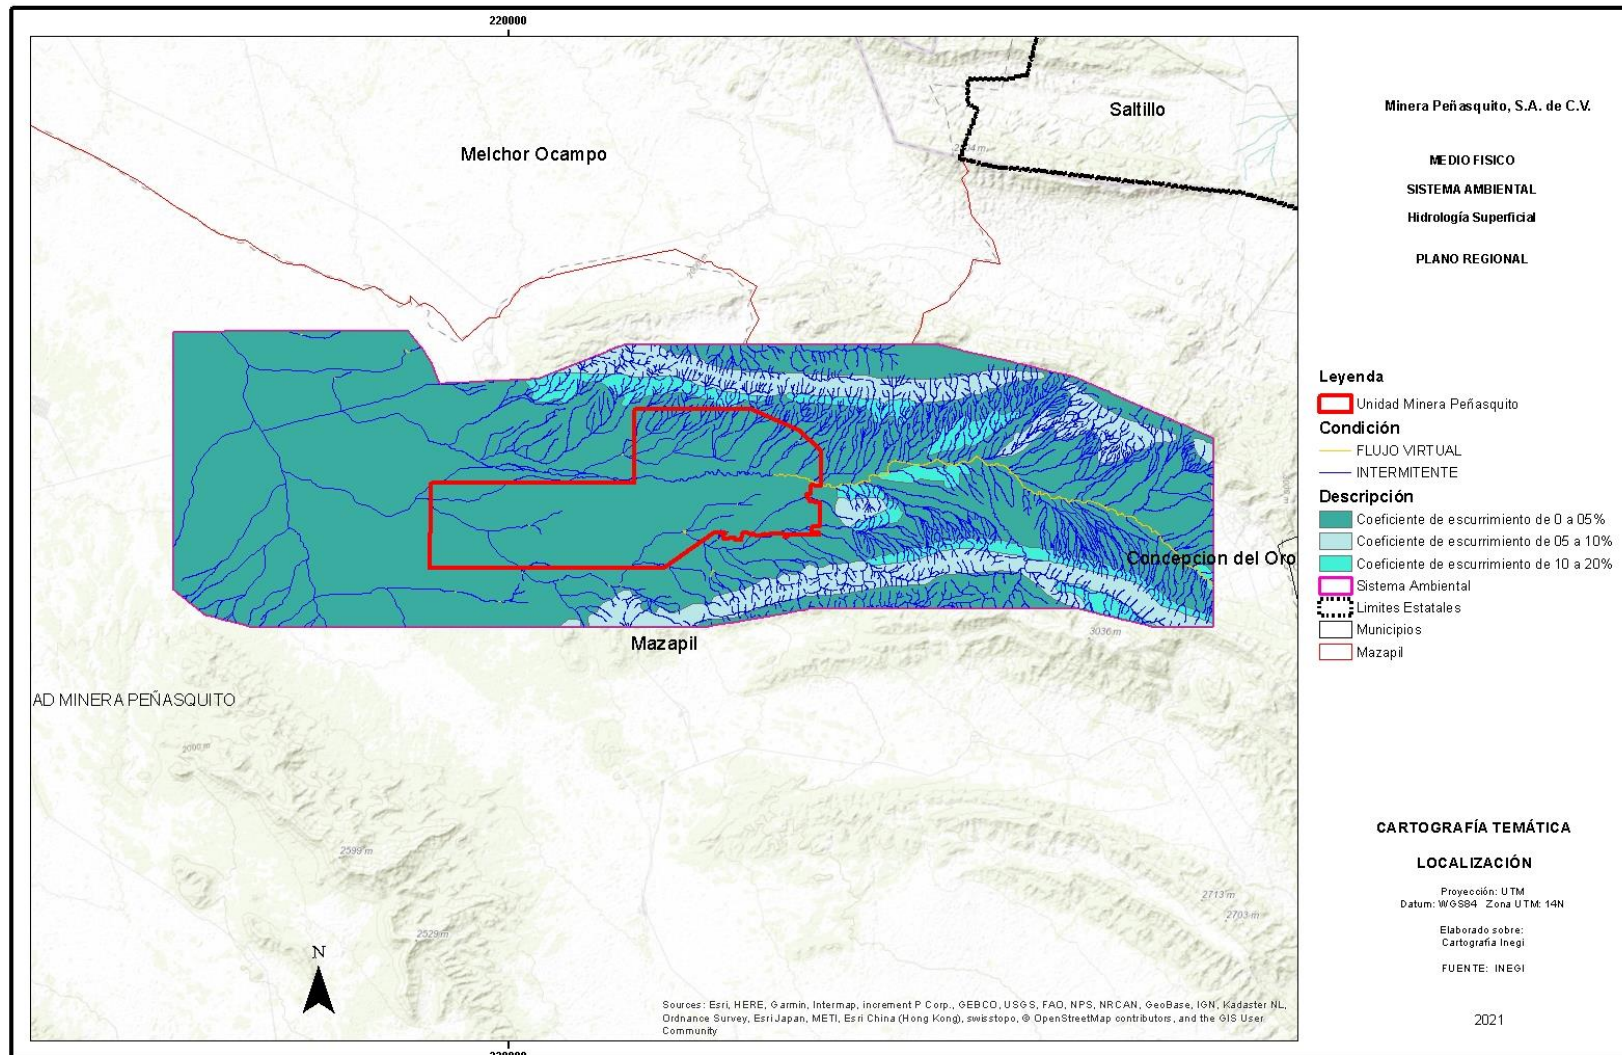 220000
Saltillo
Melchor Ocampo
Concepcion del Oro
3036 m
Mazapil
AD MINERA PEÑASQUITO
2000 m
2599 m
2529 m
2713 m
2703 m
N
Sources: Esri, HERE, Garmin, Intermap, increment P Corp., GEBCO, USGS, FAO, NPS, NRCAN, GeoBase, IGN, Kadaster NL,
Ordnance Survey, Esri Japan, METI, Esri China (Hong Kong), swisstopo, © OpenStreetMap contributors, and the GIS User
Community
220000
Minera Peñasquito, S.A. de C.V.
MEDIO FISICO
SISTEMA AMBIENTAL
Hidrología Superficial
PLANO REGIONAL
Leyenda
Unidad Minera Peñasquito
Condición
FLUJO VIRTUAL
INTERMITENTE
Descripción
Coeficiente de escurrimiento de 0 a 05%
Coeficiente de escurrimiento de 05 a 10%
Coeficiente de escurrimiento de 10 a 20%
Sistema Ambiental
Limites Estatales
Municipios
Mazapil
CARTOGRAFÍA TEMÁTICA
LOCALIZACIÓN
Proyección: UTM
Datum: WGS84 Zona UTM: 14N
Elaborado sobre:
Cartografía Inegi
FUENTE: INEGI
2021